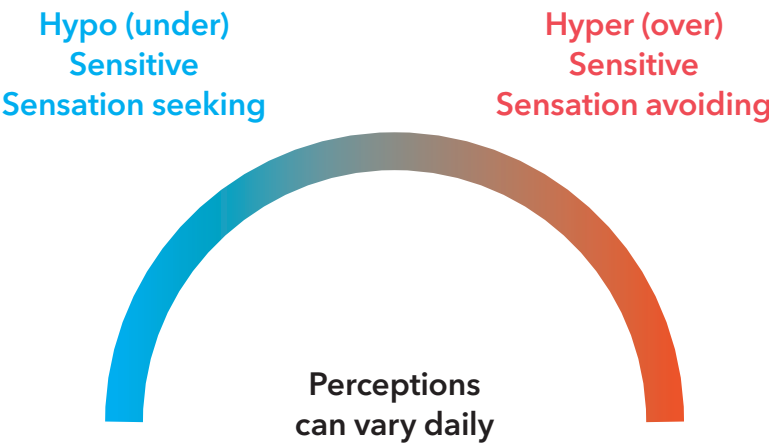 Hypo (under)
Sensitive
Sensation seeking
Hyper (over)
Sensitive
Sensation avoiding
Perceptions
can vary daily